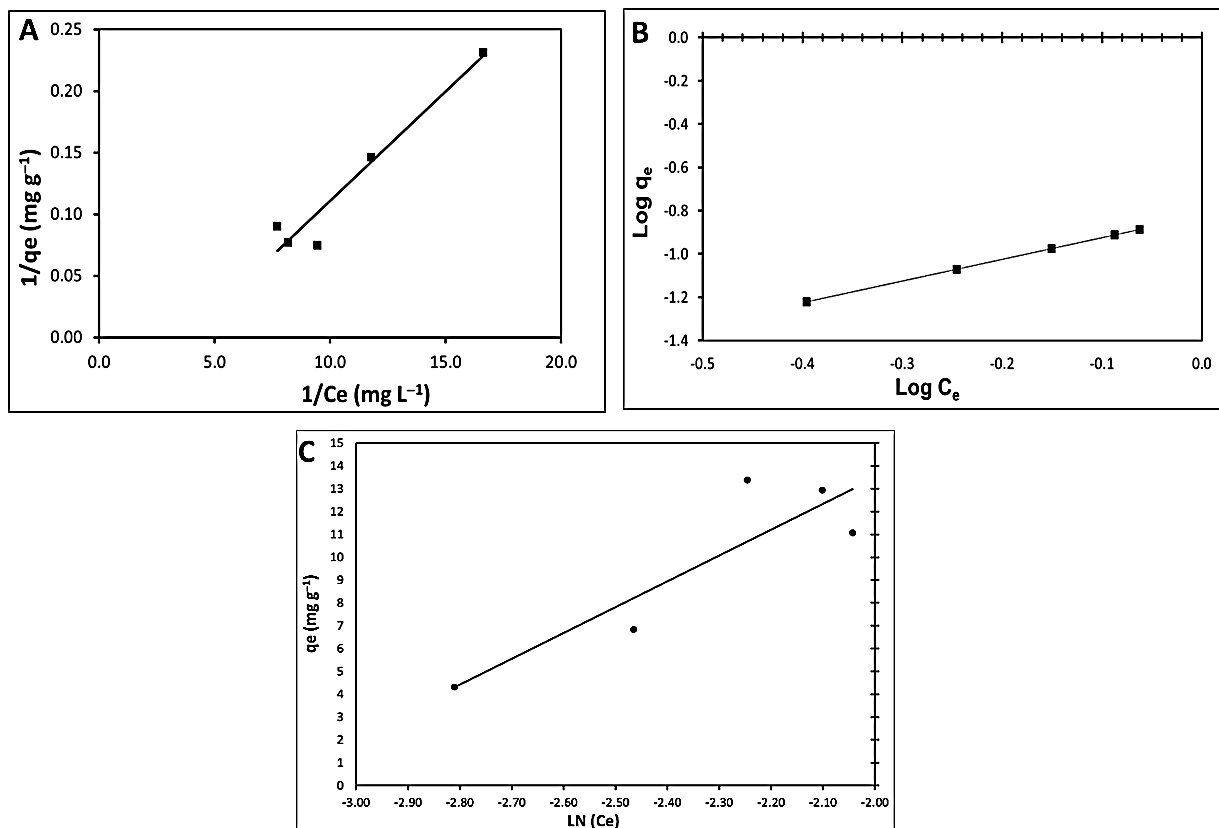 A
0.25
0.20
0.15
0.10
0.05
0.00
1/qe (mg g⁻¹)
0.0 5.0 10.0 15.0 20.0
1/Ce (mg L⁻¹)
B
0.0
-0.2
-0.4
-0.6
-0.8
-1.0
-1.2
-1.4
Log qₑ
-0.5 -0.4 -0.3 -0.2 -0.1 0.0
Log Cₑ
C
15
14
13
12
11
10
9
8
7
6
5
4
3
2
1
0
qe (mg g⁻¹)
-3.00 -2.90 -2.80 -2.70 -2.60 -2.50 -2.40 -2.30 -2.20 -2.10 -2.00
LN (Ce)